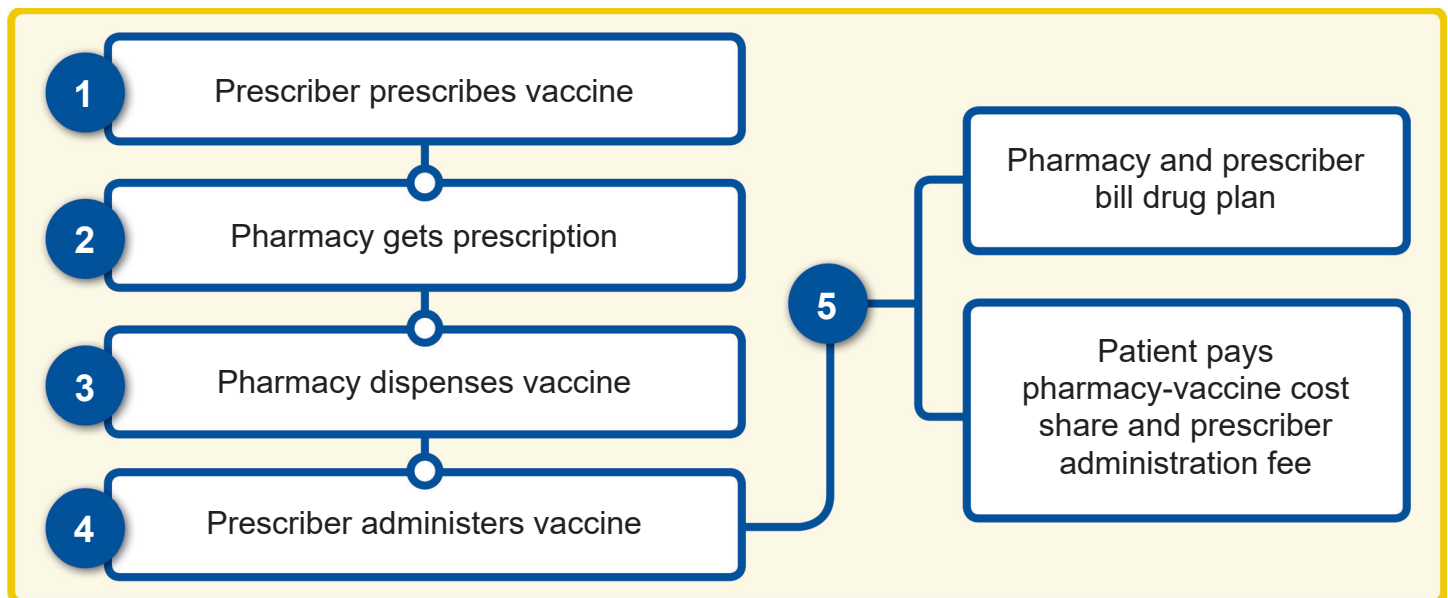 1
Prescriber prescribes vaccine
2
Pharmacy gets prescription
3
Pharmacy dispenses vaccine
4
Prescriber administers vaccine
5
Pharmacy and prescriber
bill drug plan
Patient pays
pharmacy-vaccine cost
share and prescriber
administration fee